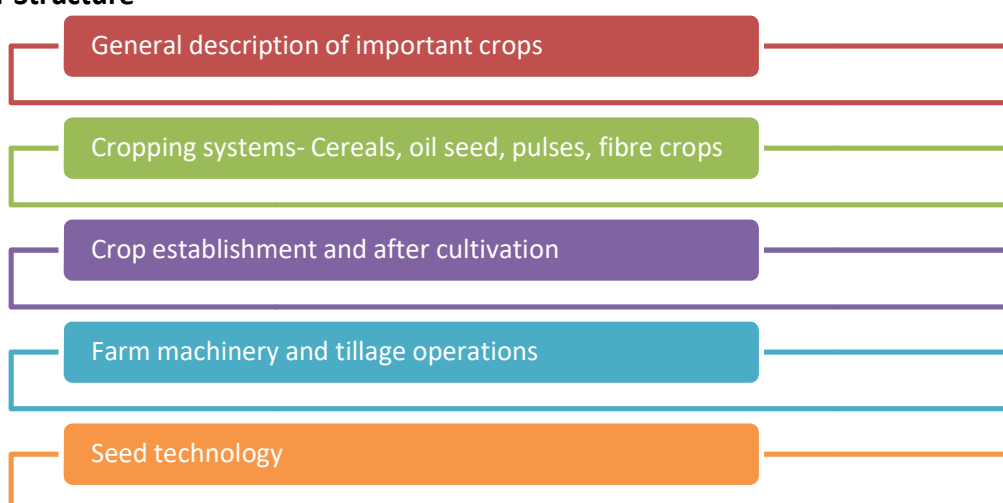 Structure
General description of important crops
Cropping systems- Cereals, oil seed, pulses, fibre crops
Crop establishment and after cultivation
Farm machinery and tillage operations
Seed technology